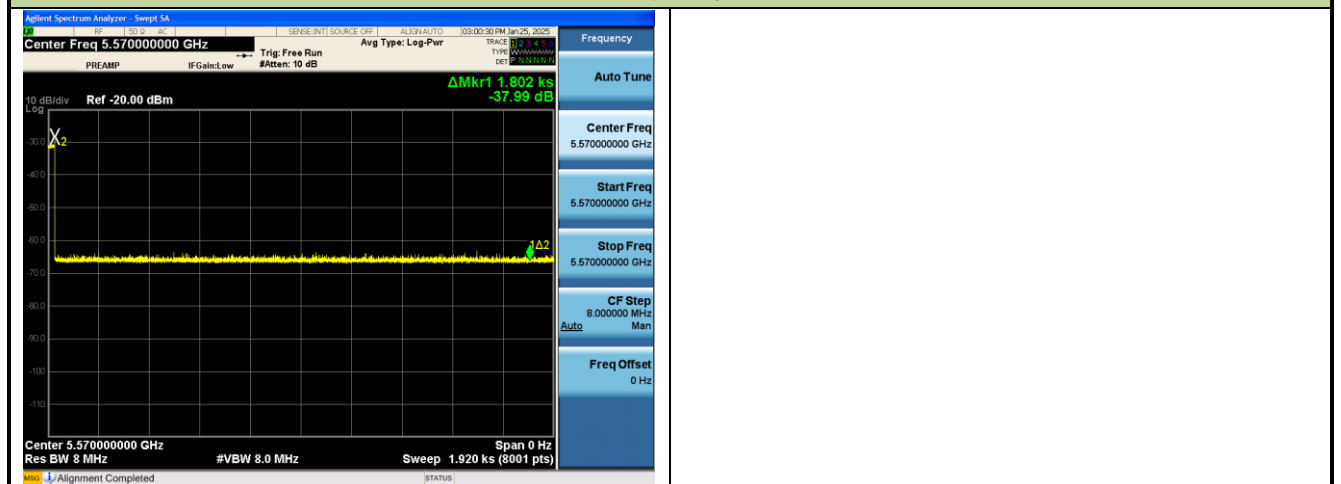 Agilent Spectrum Analyzer - Swept SA
RF 50 Ω AC SENSE:INT SOURCE OFF ALIGN AUTO 03:00:30 PM Jan 25, 2025
Center Freq 5.570000000 GHz Avg Type: Log-Pwr TRACE 1 2 3 4 5 6
Trig: Free Run TYPE
PREAMP IFGain:Low #Atten: 10 dB DET P N N N N N
ΔMkr1 1.802 ks
-37.99 dB
10 dB/div Ref -20.00 dBm
Log
-30.0
X2
-40.0
-50.0
-60.0
1Δ2
-70.0
-80.0
-90.0
-100
-110
Center 5.570000000 GHz Span 0 Hz
Res BW 8 MHz #VBW 8.0 MHz Sweep 1.920 ks (8001 pts)
MSG Alignment Completed STATUS
Frequency
Auto Tune
Center Freq
5.570000000 GHz
Start Freq
5.570000000 GHz
Stop Freq
5.570000000 GHz
CF Step
8.000000 MHz
Auto Man
Freq Offset
0 Hz